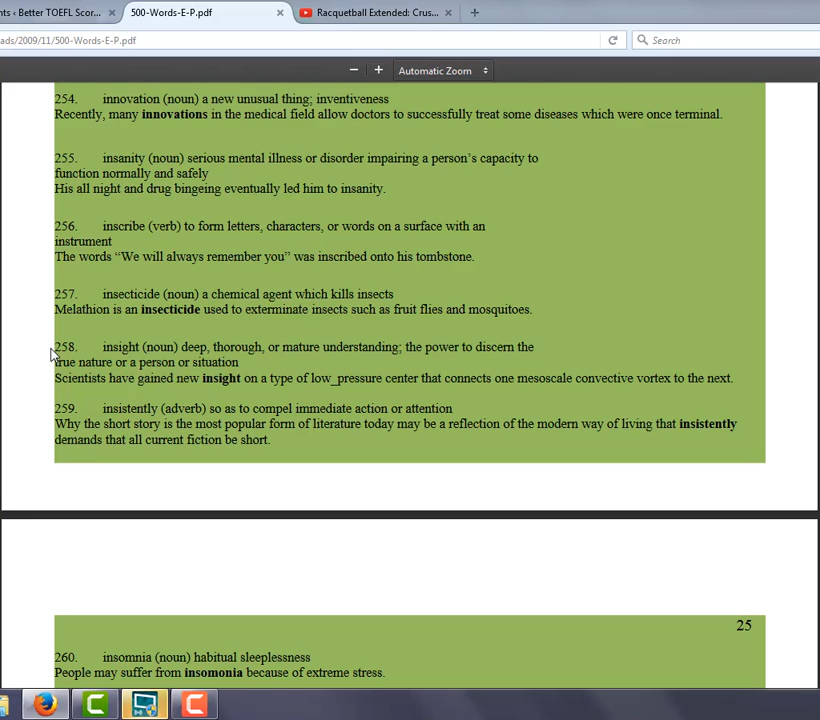 nts ‹ Better TOEFL Scor...
500-Words-E-P.pdf
Racquetball Extended: Crus...
ads/2009/11/500-Words-E-P.pdf
Search
Automatic Zoom
254. innovation (noun) a new unusual thing; inventiveness
Recently, many innovations in the medical field allow doctors to successfully treat some diseases which were once terminal.
255. insanity (noun) serious mental illness or disorder impairing a person’s capacity to
function normally and safely
His all night and drug bingeing eventually led him to insanity.
256. inscribe (verb) to form letters, characters, or words on a surface with an
instrument
The words “We will always remember you” was inscribed onto his tombstone.
257. insecticide (noun) a chemical agent which kills insects
Melathion is an insecticide used to exterminate insects such as fruit flies and mosquitoes.
258. insight (noun) deep, thorough, or mature understanding; the power to discern the
true nature or a person or situation
Scientists have gained new insight on a type of low_pressure center that connects one mesoscale convective vortex to the next.
259. insistently (adverb) so as to compel immediate action or attention
Why the short story is the most popular form of literature today may be a reflection of the modern way of living that insistently
demands that all current fiction be short.
25
260. insomnia (noun) habitual sleeplessness
People may suffer from insomonia because of extreme stress.